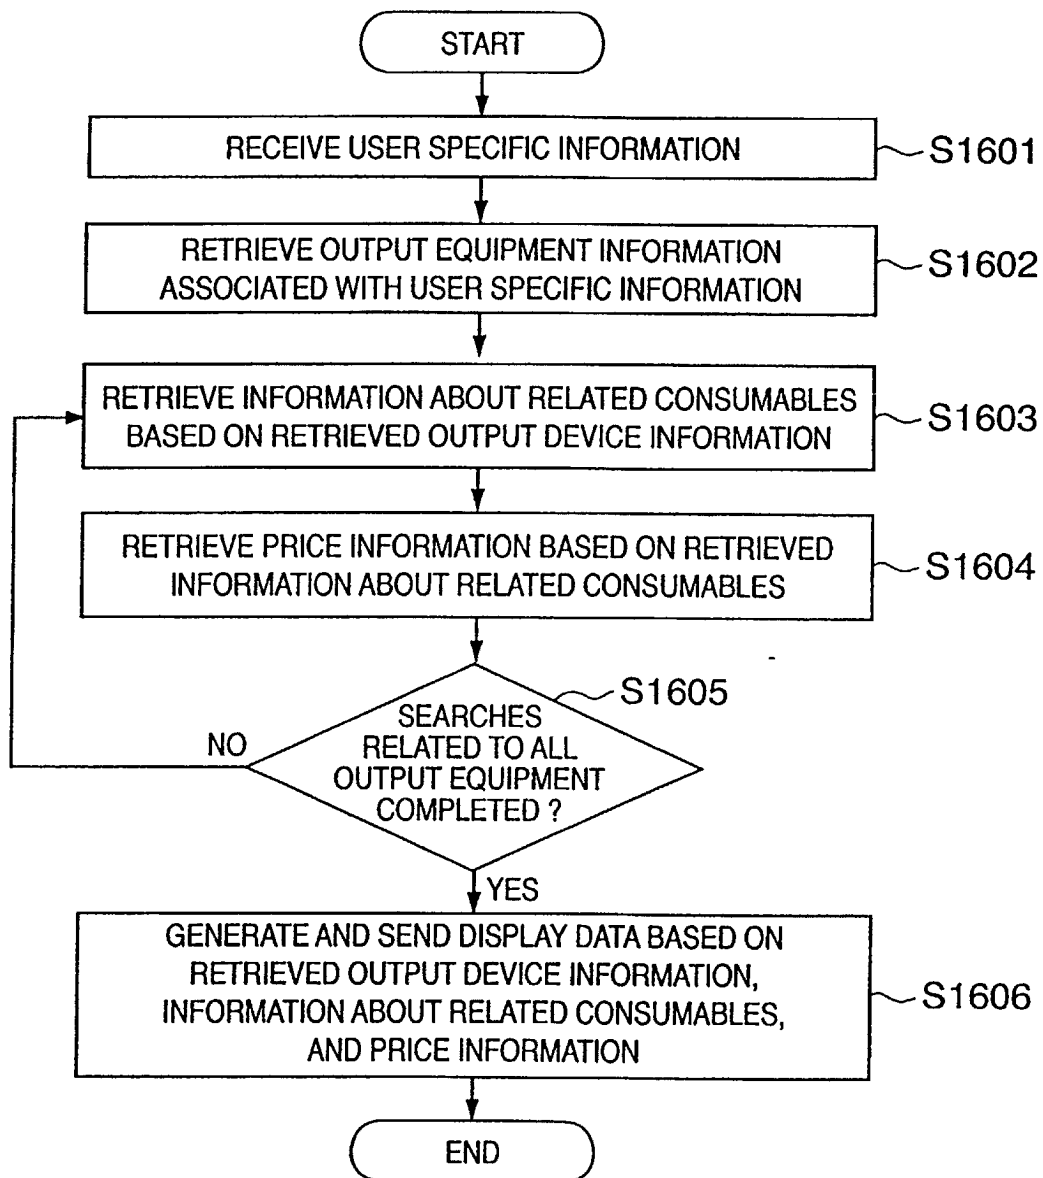 START
RECEIVE USER SPECIFIC INFORMATION
S1601
RETRIEVE OUTPUT EQUIPMENT INFORMATION
ASSOCIATED WITH USER SPECIFIC INFORMATION
S1602
RETRIEVE INFORMATION ABOUT RELATED CONSUMABLES
BASED ON RETRIEVED OUTPUT DEVICE INFORMATION
S1603
RETRIEVE PRICE INFORMATION BASED ON RETRIEVED
INFORMATION ABOUT RELATED CONSUMABLES
S1604
S1605
SEARCHES
RELATED TO ALL
OUTPUT EQUIPMENT
COMPLETED ?
NO
YES
GENERATE AND SEND DISPLAY DATA BASED ON
RETRIEVED OUTPUT DEVICE INFORMATION,
INFORMATION ABOUT RELATED CONSUMABLES,
AND PRICE INFORMATION
S1606
END